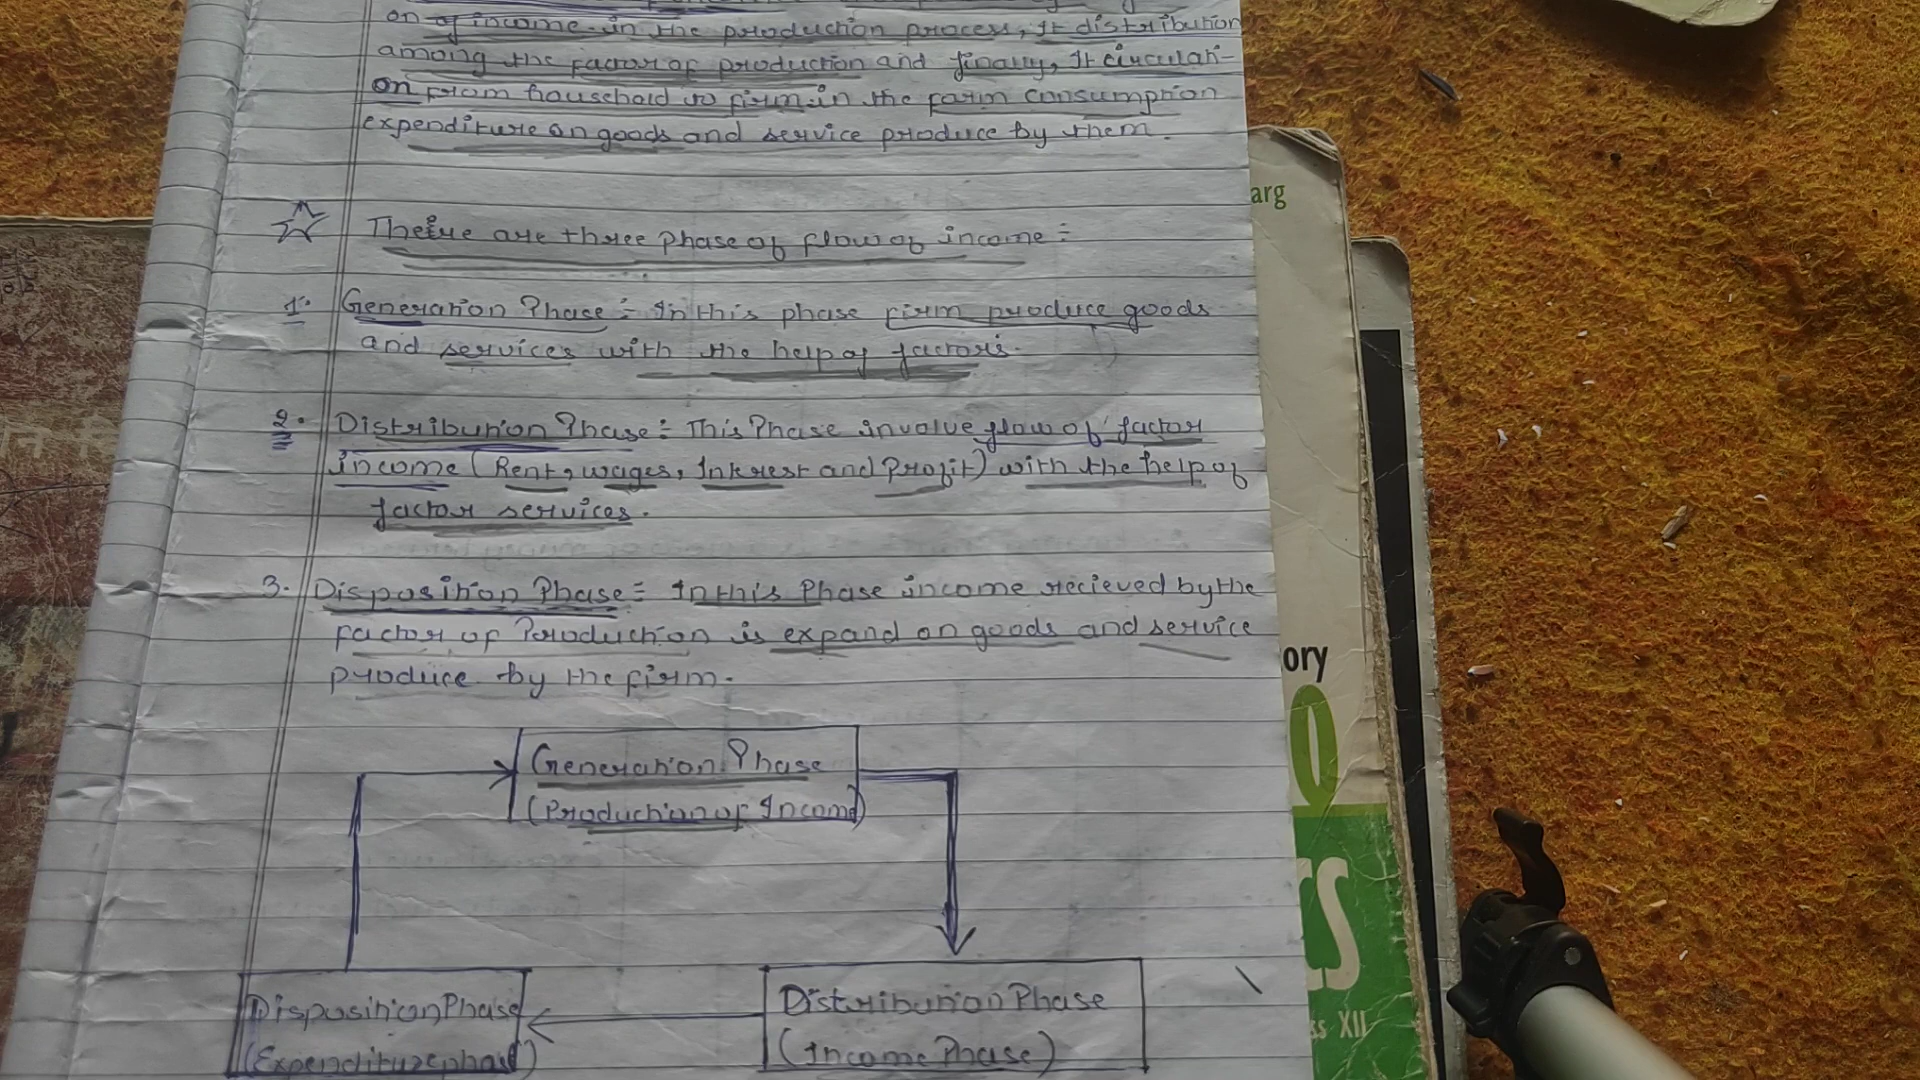 on of income in the production process, It distribution
among the factor of production and finally, It circulati-
on from household to firm in the farm consumption
expenditure on goods and service produce by them.
There are three Phase of flow of income :
1. Generation Phase : In this phase firm produce goods
and services with the help of factors.
2. Distribution Phase : This Phase involve flow of factor
income (Rent, wages, Interest and Profit) with the help of
factor services.
3. Disposition Phase : In this Phase income recieved by the
factor of Production is expand on goods and service
produce by the firm.
Generation Phase
(Production of Income)
Disposition Phase
(Expenditure phase)
Distribution Phase
(Income Phase)
arg
ory
CS
ss XII